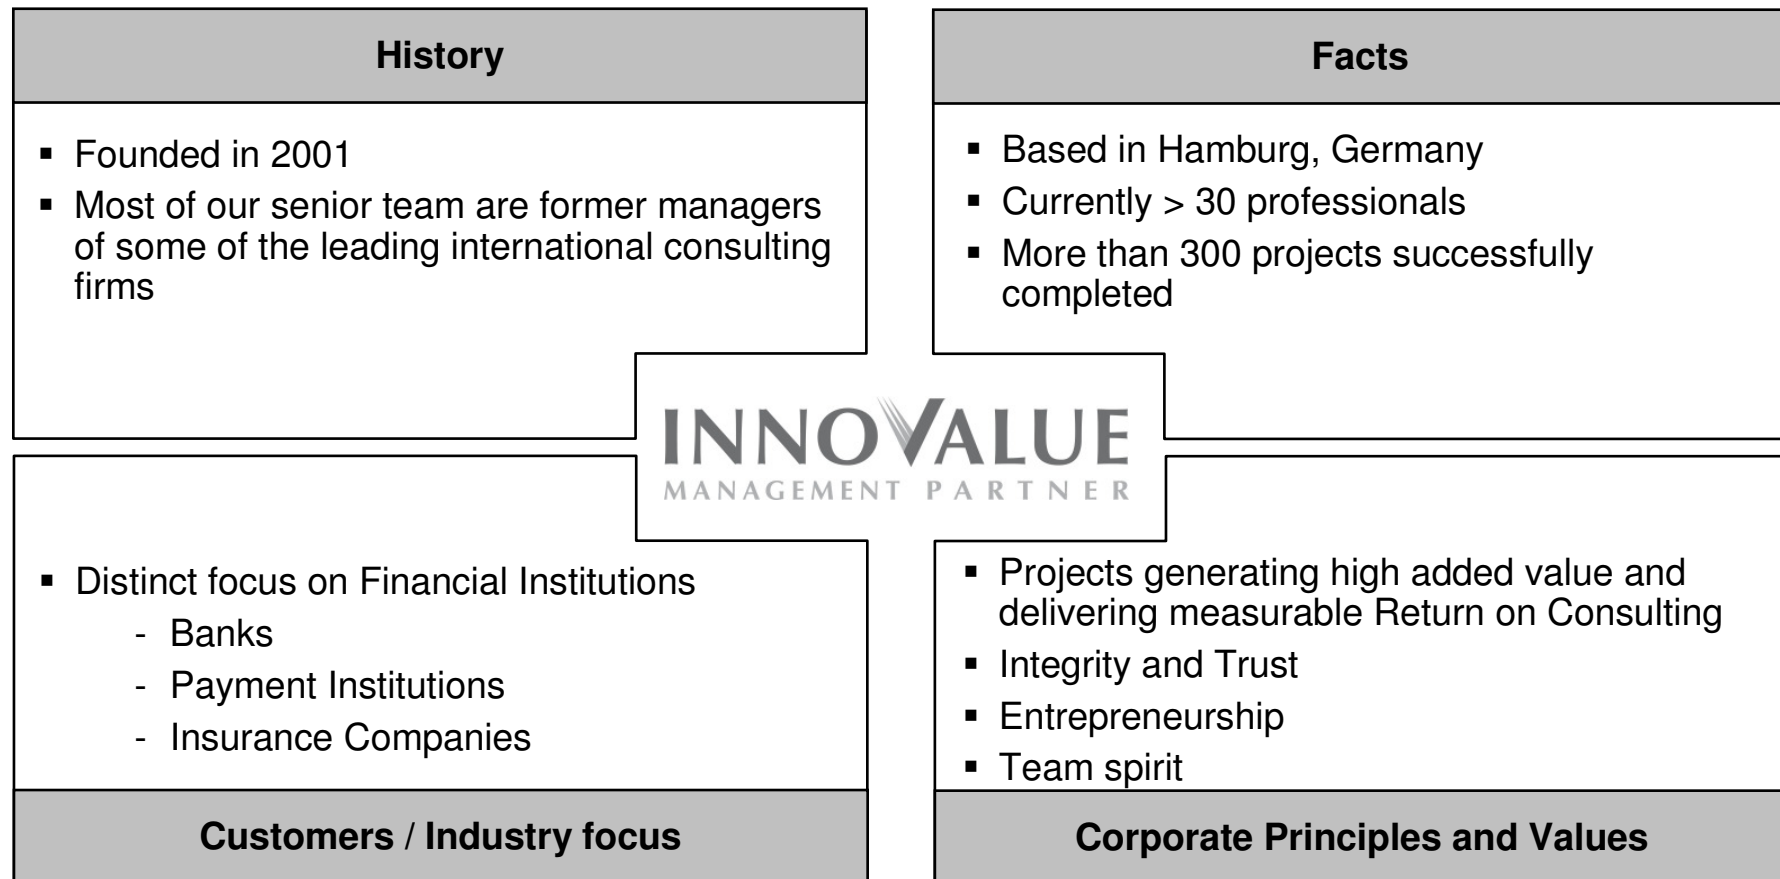 History
▪ Founded in 2001
▪ Most of our senior team are former managers
of some of the leading international consulting
firms
Facts
▪ Based in Hamburg, Germany
▪ Currently > 30 professionals
▪ More than 300 projects successfully
completed
INNOVALUE
MANAGEMENT PARTNER
▪ Distinct focus on Financial Institutions
- Banks
- Payment Institutions
- Insurance Companies
Customers / Industry focus
▪ Projects generating high added value and
delivering measurable Return on Consulting
▪ Integrity and Trust
▪ Entrepreneurship
▪ Team spirit
Corporate Principles and Values